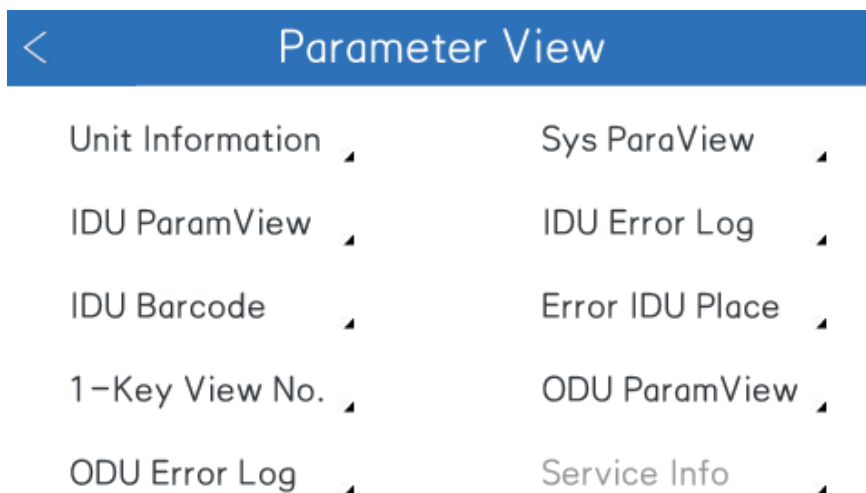 Parameter View
Unit Information
Sys ParaView
IDU ParamView
IDU Error Log
IDU Barcode
Error IDU Place
1-Key View No.
ODU ParamView
ODU Error Log
Service Info